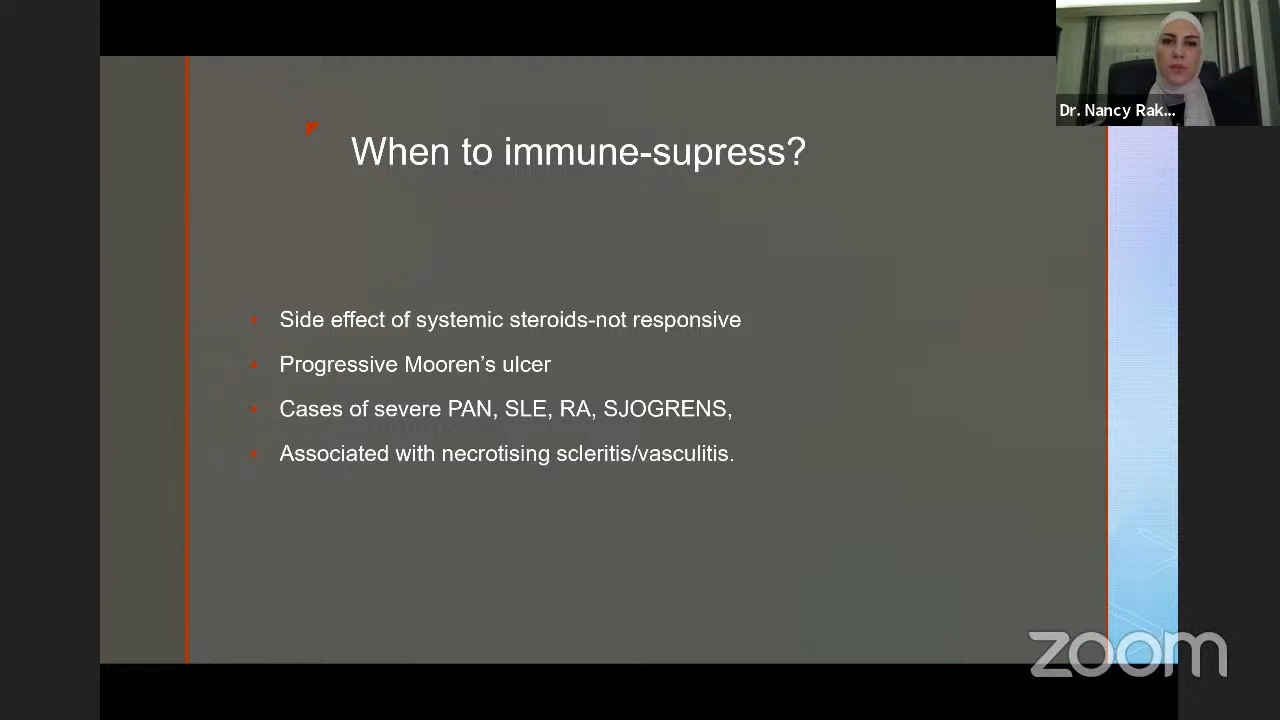 Dr. Nancy Rak...
When to immune-supress?
Side effect of systemic steroids-not responsive
Progressive Mooren’s ulcer
Cases of severe PAN, SLE, RA, SJOGRENS,
Associated with necrotising scleritis/vasculitis.
zoom